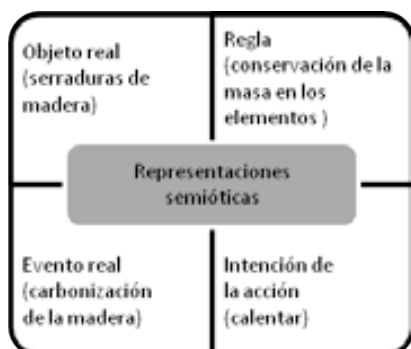 Objeto real
(serraduras de
madera)
Regla
(conservación de la
masa en los
elementos )
Representaciones
semióticas
Evento real
(carbonización
de la madera)
Intención de
la acción
(calentar)